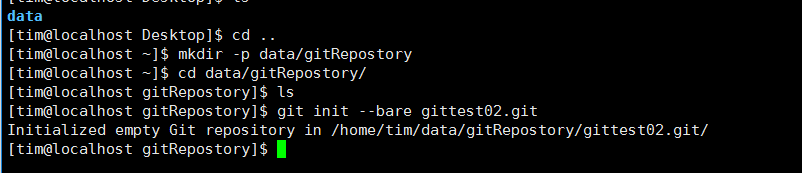 data
[tim@localhost Desktop]$ cd ..
[tim@localhost ~]$ mkdir -p data/gitRepostory
[tim@localhost ~]$ cd data/gitRepostory/
[tim@localhost gitRepostory]$ ls
[tim@localhost gitRepostory]$ git init --bare gittest02.git
Initialized empty Git repository in /home/tim/data/gitRepostory/gittest02.git/
[tim@localhost gitRepostory]$